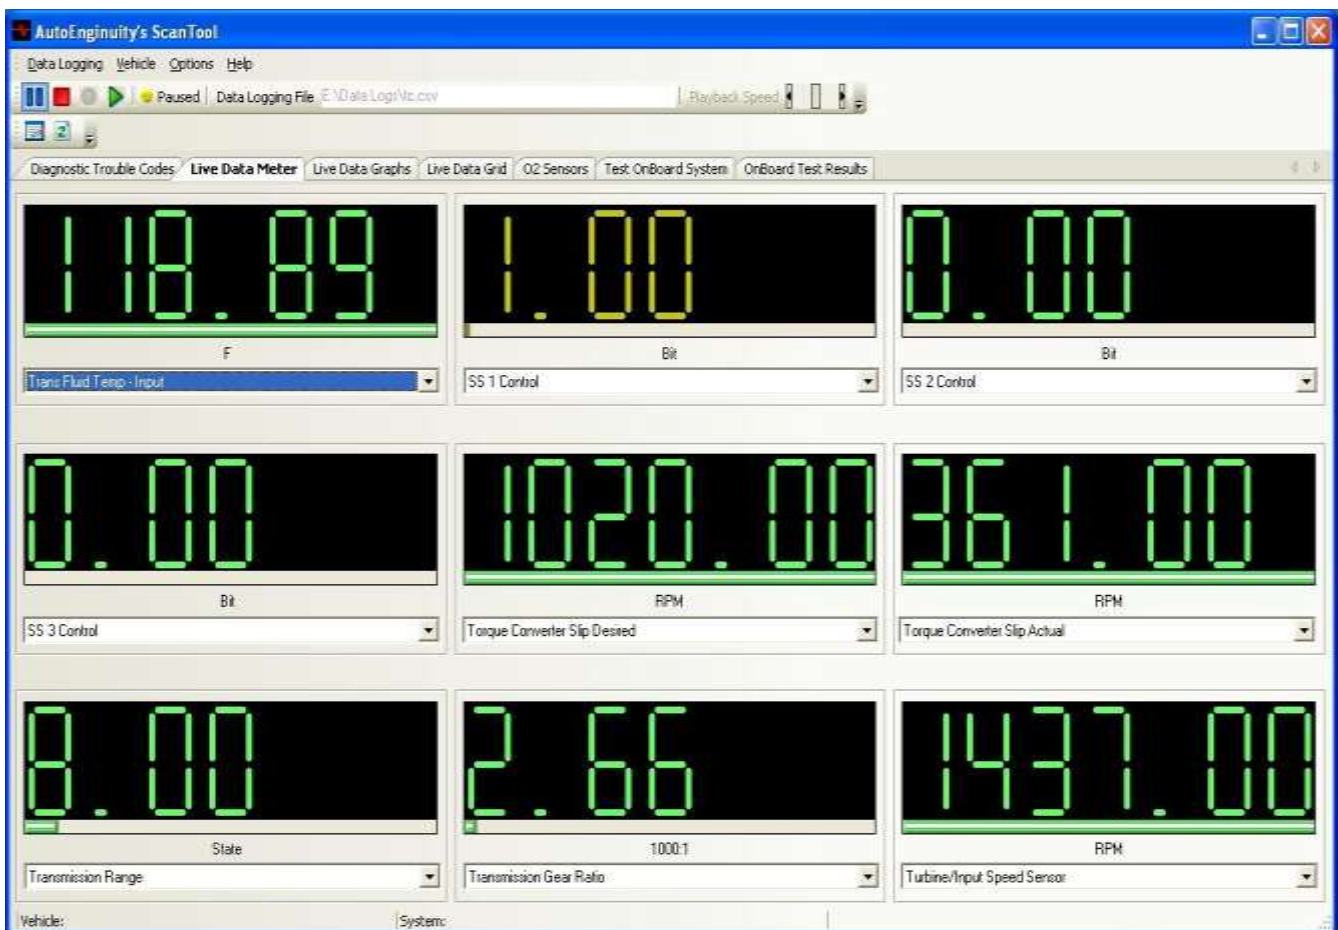 AutoEnginuity's ScanTool
Data Logging Vehicle Options Help
Paused Data Logging File E:\Data Logs\tc.csv Playback Speed
Diagnostic Trouble Codes Live Data Meter Live Data Graphs Live Data Grid O2 Sensors Test OnBoard System OnBoard Test Results
118.89 1.00 0.00
F Bit Bit
Trans Fluid Temp - Input SS 1 Control SS 2 Control
0.00 1020.00 361.00
Bit RPM RPM
SS 3 Control Torque Converter Slip Desired Torque Converter Slip Actual
8.00 2.66 1437.00
State 1000:1 RPM
Transmission Range Transmission Gear Ratio Turbine/Input Speed Sensor
Vehicle: System: